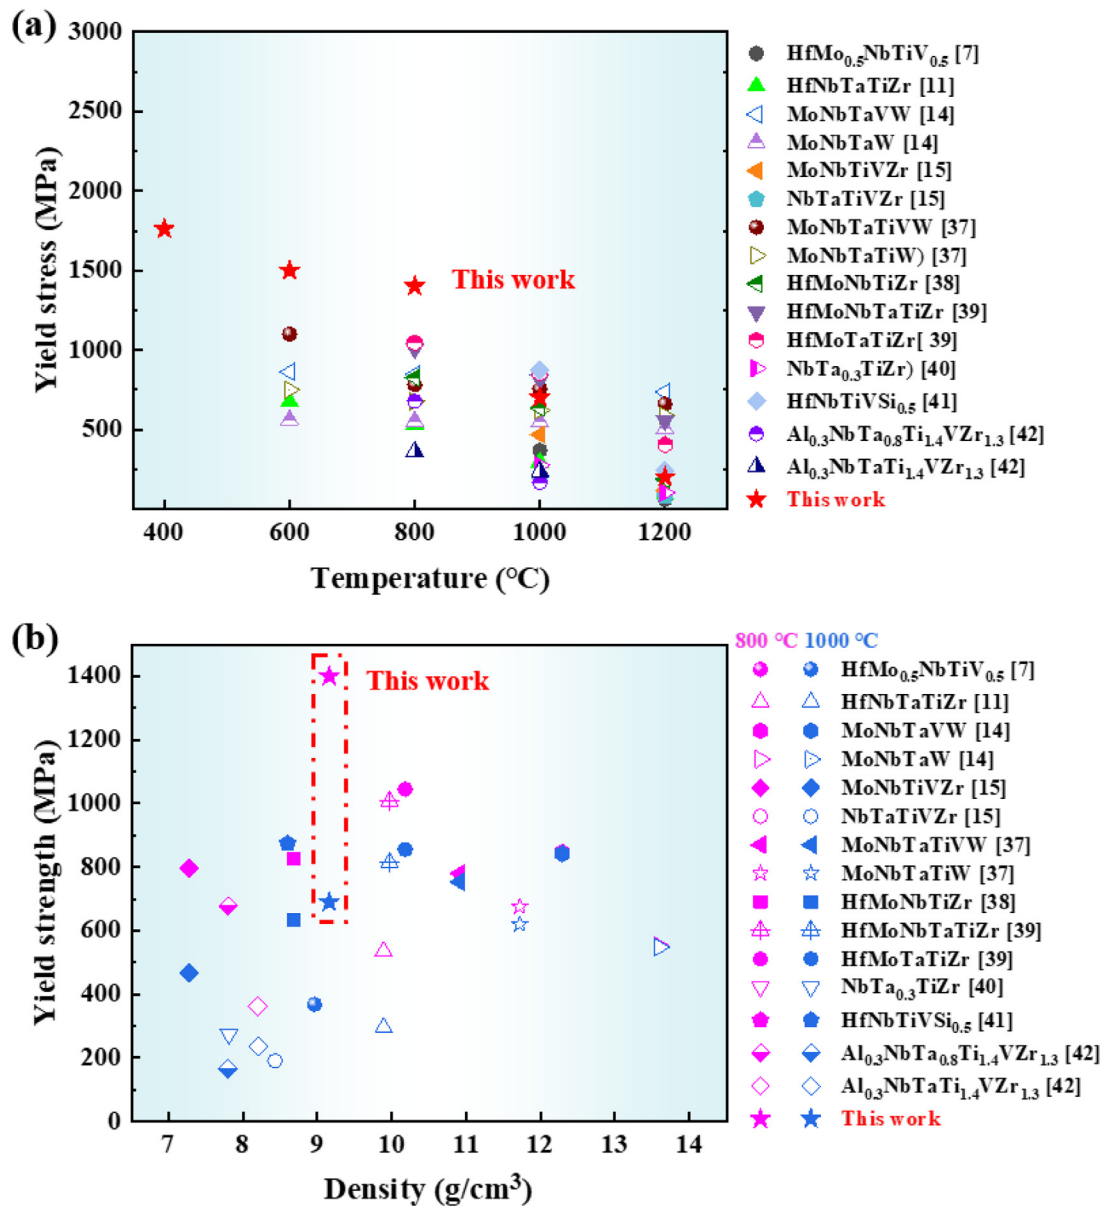 (a)
3000
2500
2000
1500
1000
500
Yield stress (MPa)
This work
400 600 800 1000 1200
Temperature (°C)
HfMo0.5NbTiV0.5 [7]
HfNbTaTiZr [11]
MoNbTaVW [14]
MoNbTaW [14]
MoNbTiVZr [15]
NbTaTiVZr [15]
MoNbTaTiVW [37]
MoNbTaTiW) [37]
HfMoNbTiZr [38]
HfMoNbTaTiZr [39]
HfMoTaTiZr[ 39]
NbTa0.3TiZr) [40]
HfNbTiVSi0.5 [41]
Al0.3NbTa0.8Ti1.4VZr1.3 [42]
Al0.3NbTaTi1.4VZr1.3 [42]
This work
(b)
1400
1200
1000
800
600
400
200
0
Yield strength (MPa)
This work
7 8 9 10 11 12 13 14
Density (g/cm³)
800 °C 1000 °C
HfMo0.5NbTiV0.5 [7]
HfNbTaTiZr [11]
MoNbTaVW [14]
MoNbTaW [14]
MoNbTiVZr [15]
NbTaTiVZr [15]
MoNbTaTiVW [37]
MoNbTaTiW [37]
HfMoNbTiZr [38]
HfMoNbTaTiZr [39]
HfMoTaTiZr [39]
NbTa0.3TiZr [40]
HfNbTiVSi0.5 [41]
Al0.3NbTa0.8Ti1.4VZr1.3 [42]
Al0.3NbTaTi1.4VZr1.3 [42]
This work